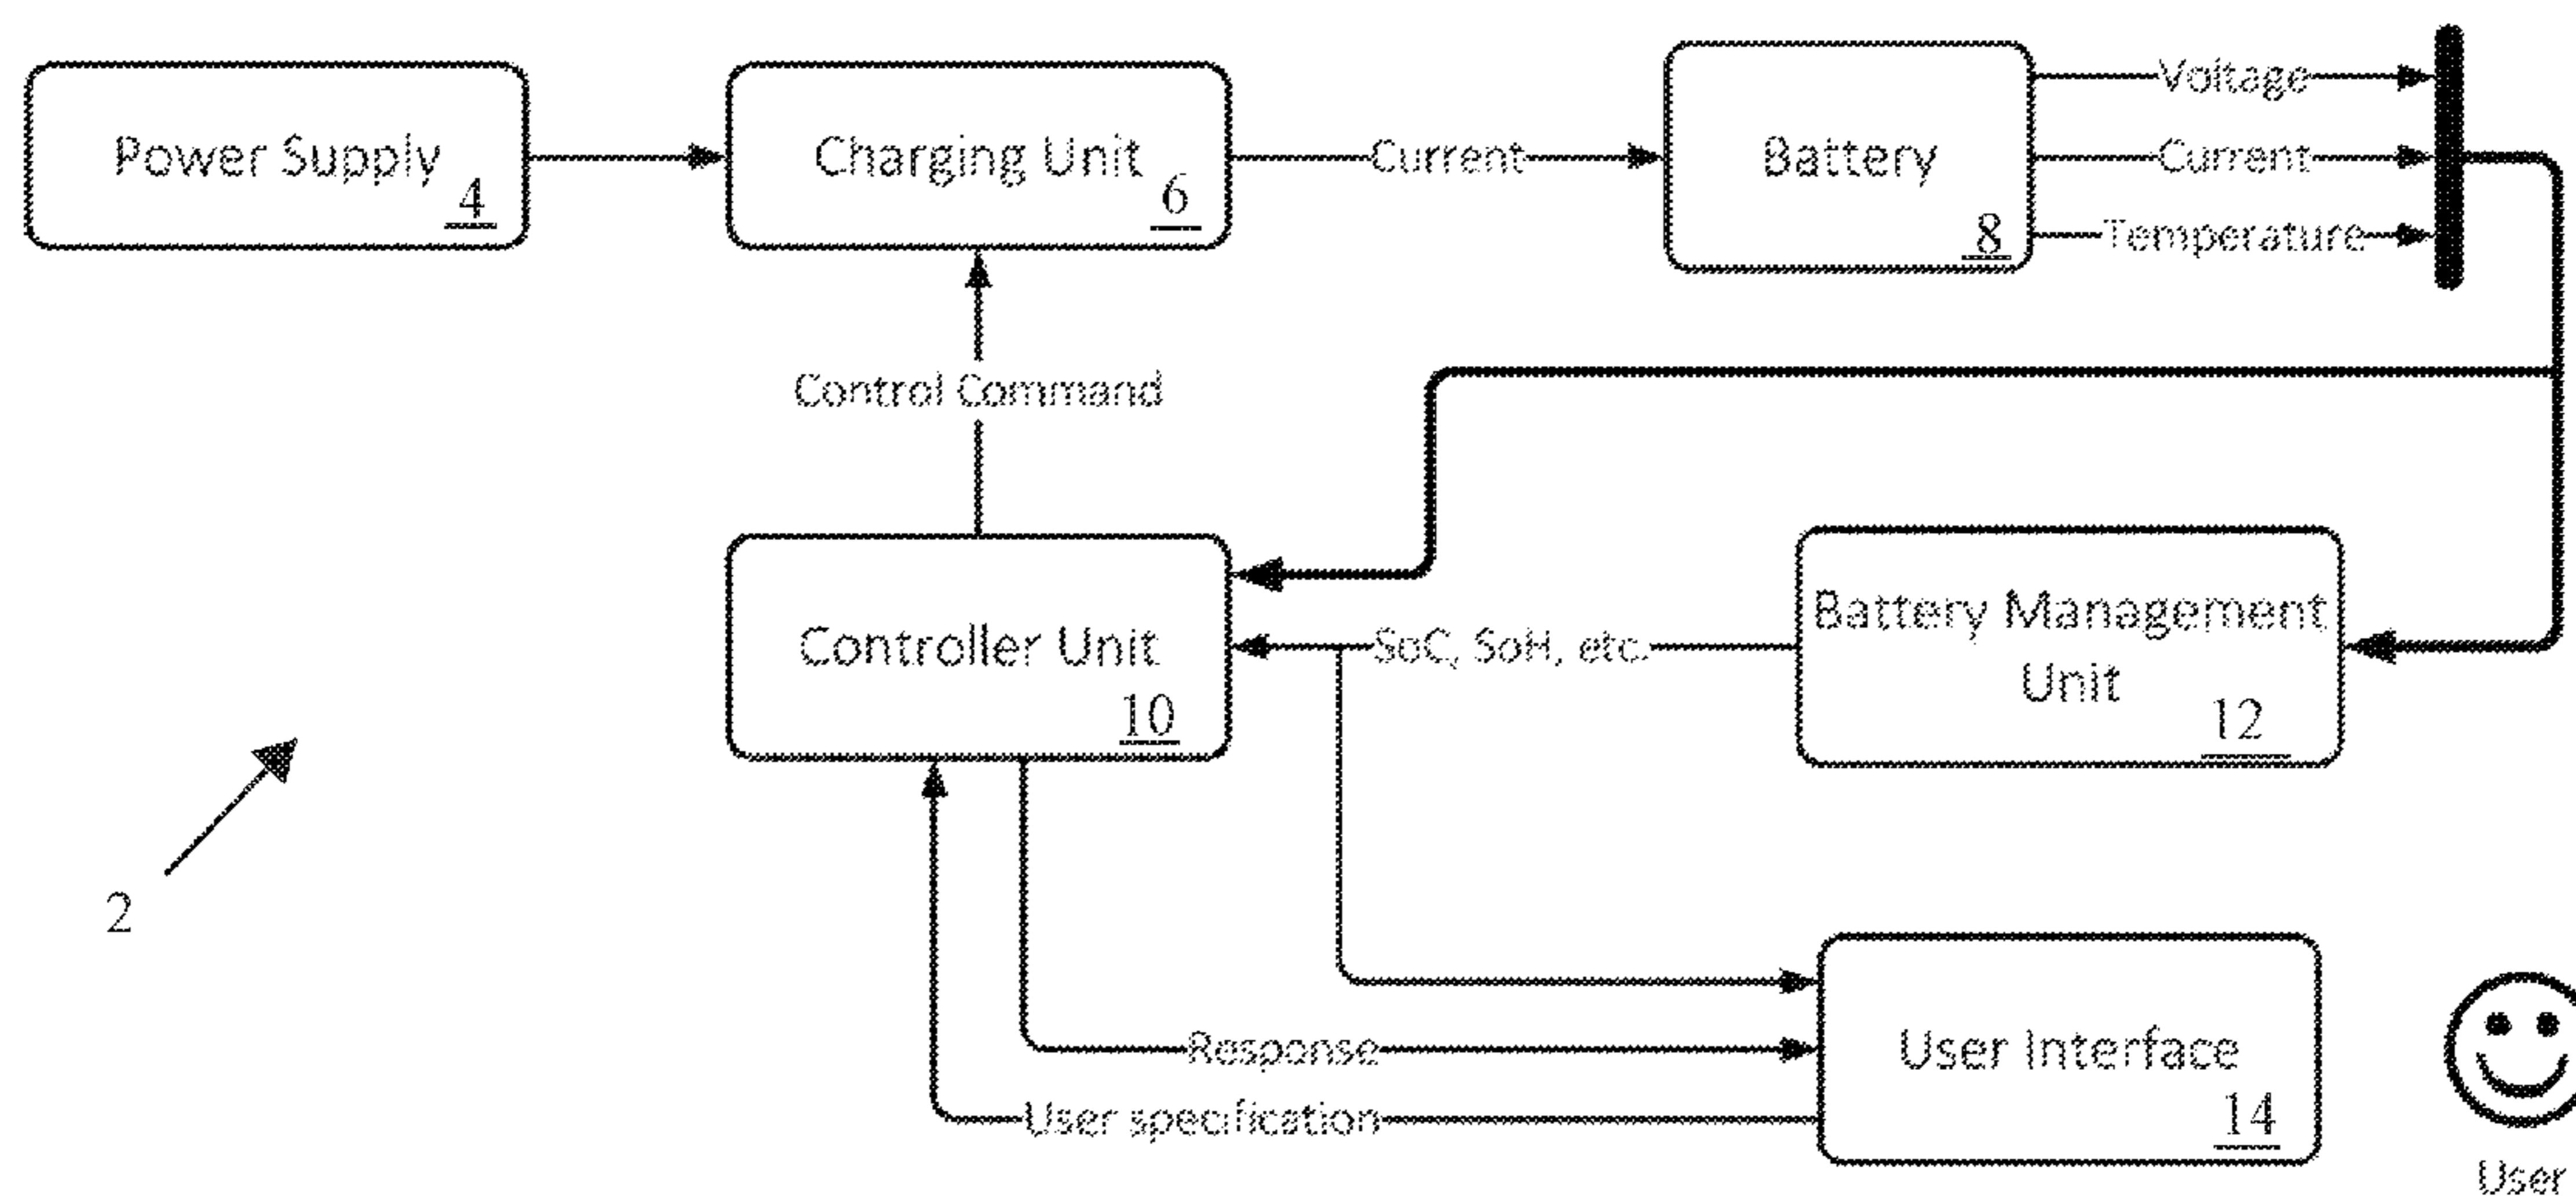 Power Supply
4
Charging Unit
6
Current
Battery
8
Voltage
Current
Temperature
Control Command
Controller Unit
10
SoC, SoH, etc.
Battery Management
Unit
12
2
Response
User specification
User Interface
14
User